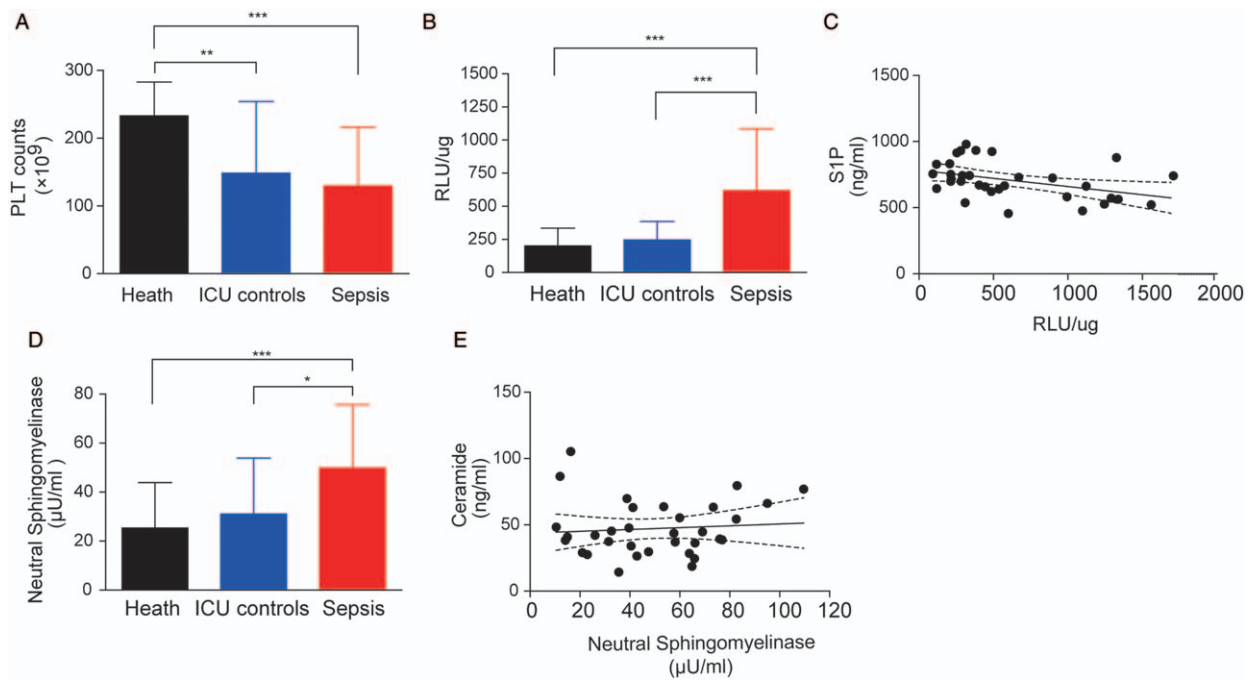 A
***
**
PLT counts
(×10⁹)
300
200
100
0
Heath ICU controls Sepsis
B
***
***
RLU/ug
1500
1250
1000
750
500
250
0
Heath ICU controls Sepsis
C
S1P
(ng/ml)
1500
1000
500
0
0 500 1000 1500 2000
RLU/ug
D
***
*
Neutral Sphingomyelinase
(μU/ml )
80
60
40
20
0
Heath ICU controls Sepsis
E
Ceramide
(ng/ml)
150
100
50
0
0 20 40 60 80 100 120
Neutral Sphingomyelinase
(μU/ml)